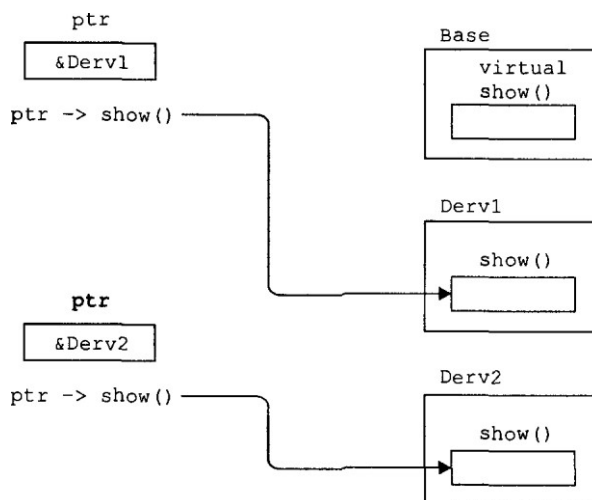 ptr
&Derv1
ptr -> show()
Base
virtual
show()
Derv1
show()
ptr
&Derv2
ptr -> show()
Derv2
show()